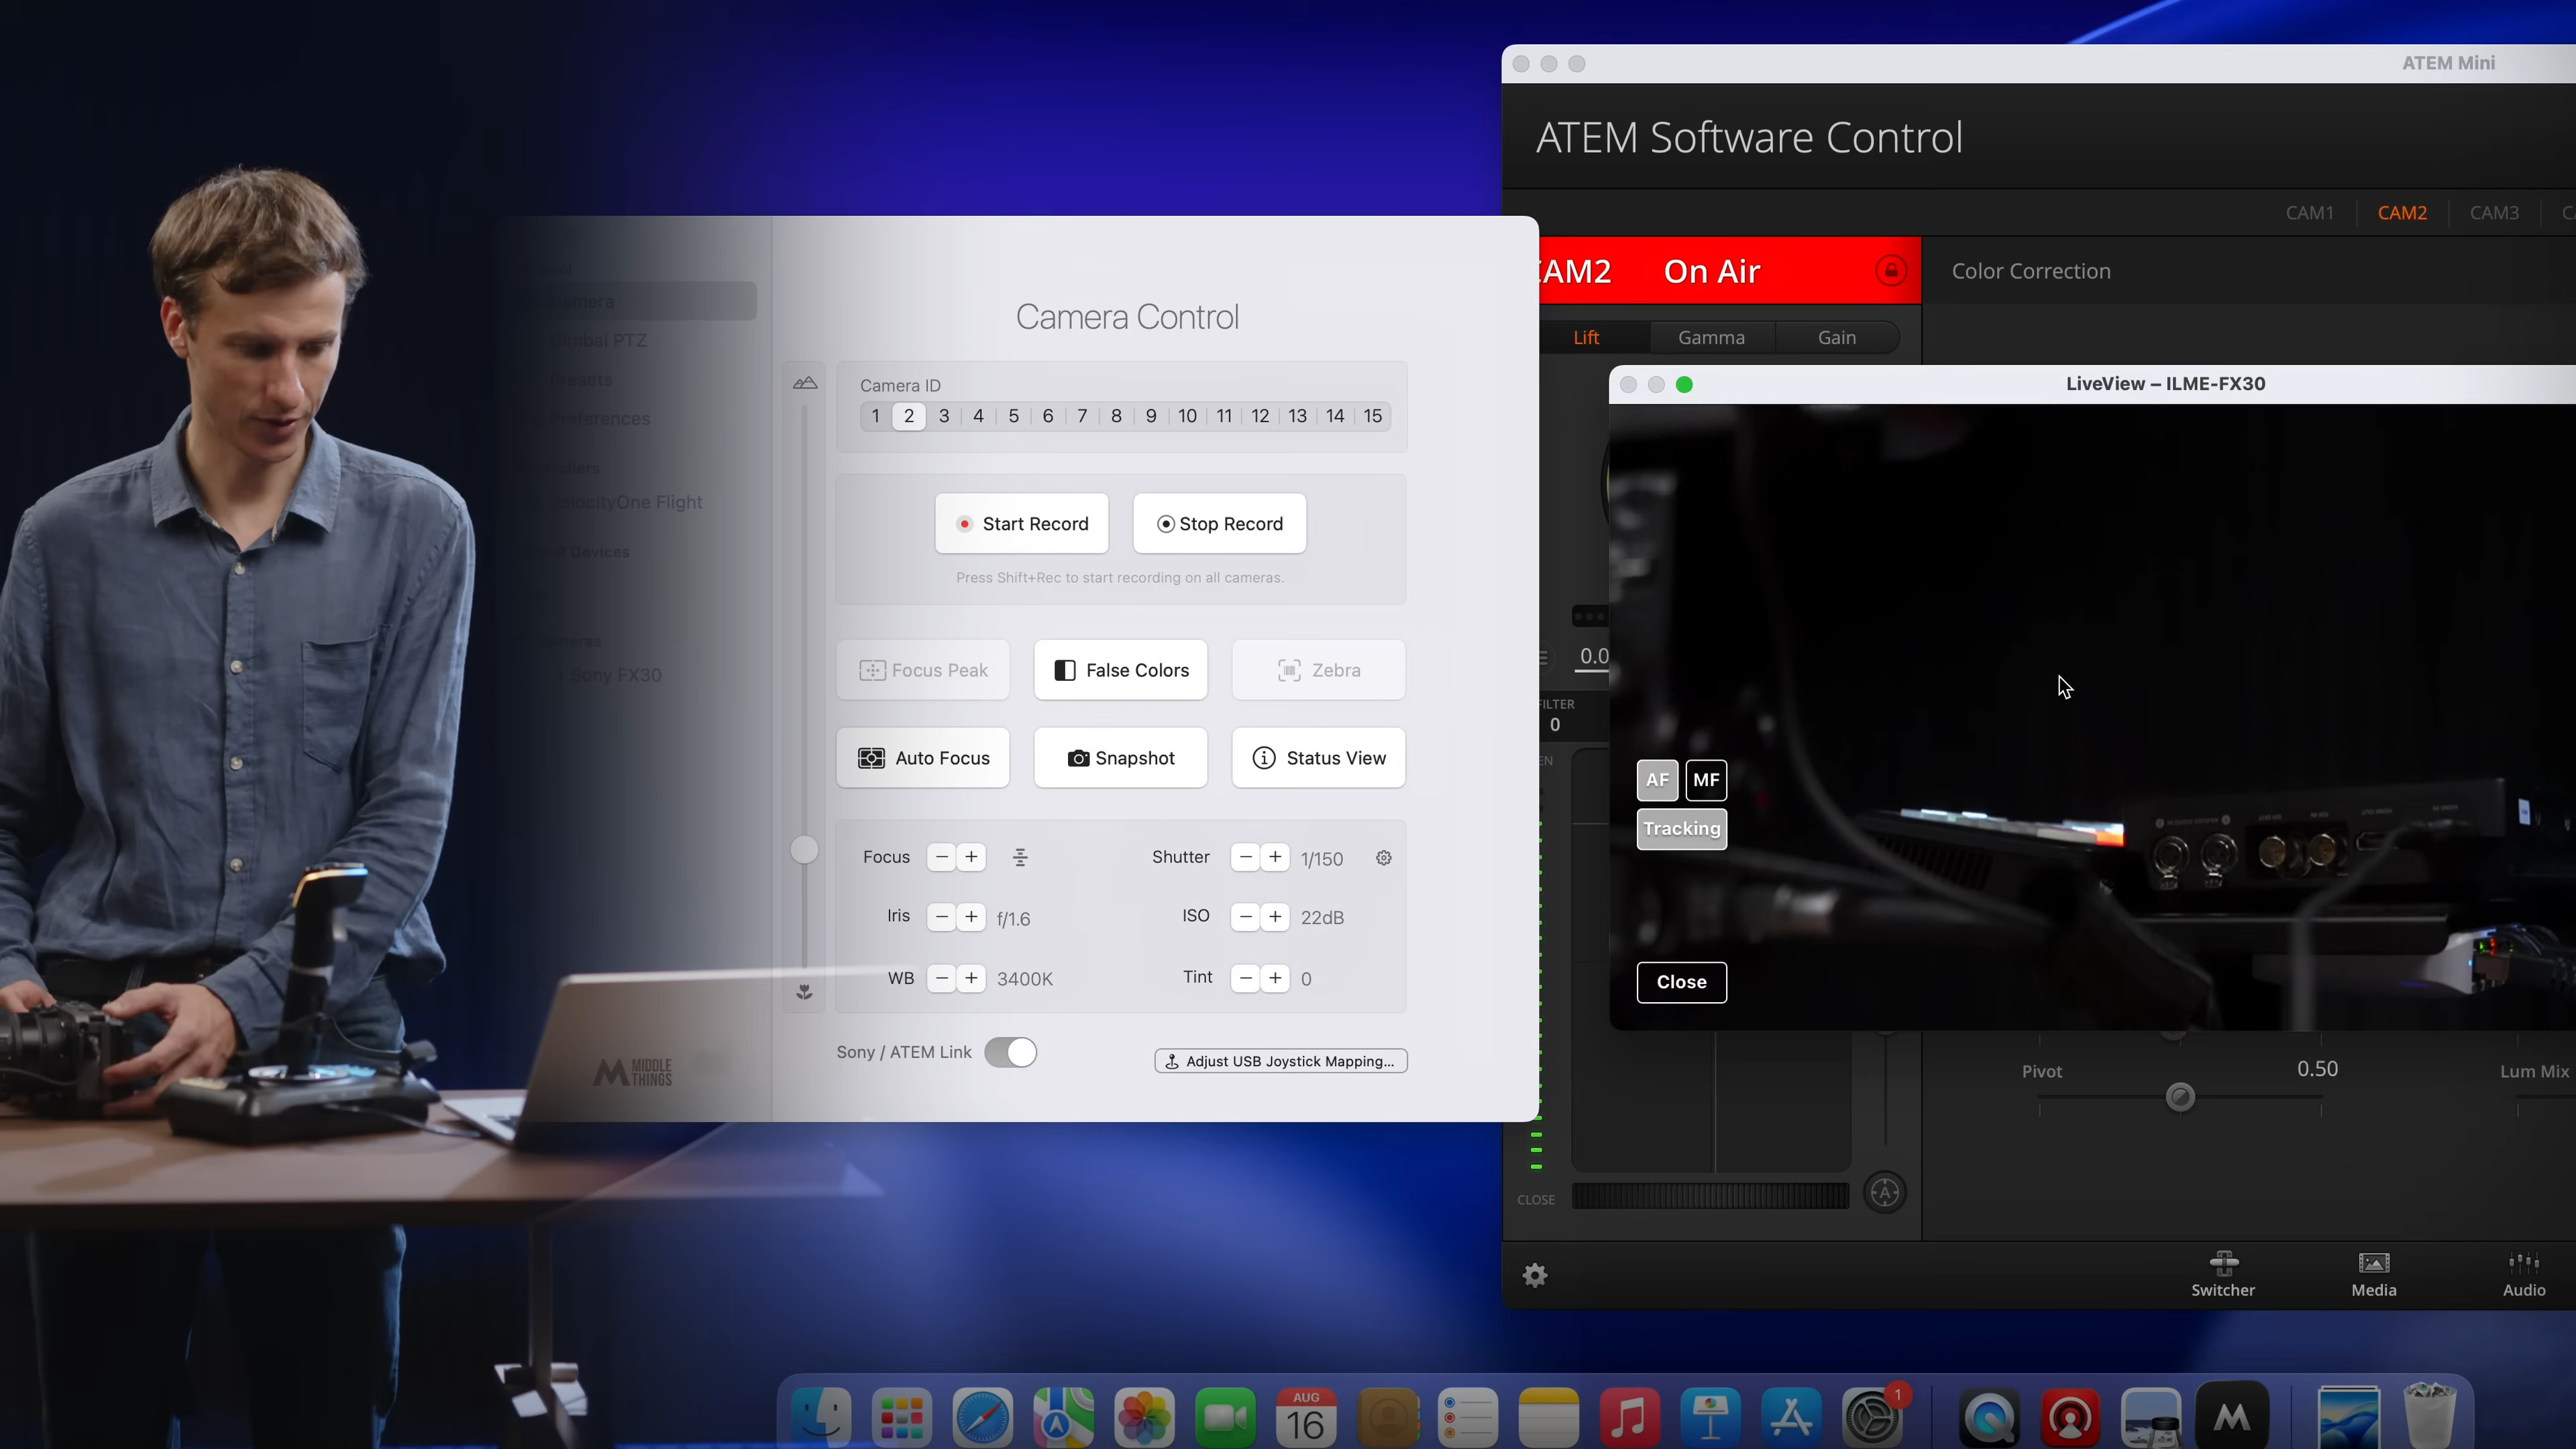 ATEM Mini
ATEM Software Control
CAM1
CAM2
CAM3
CAM2
On Air
Color Correction
Lift
Gamma
Gain
LiveView – ILME-FX30
AF
MF
Tracking
Close
0
Pivot
0.50
Lum Mix
CLOSE
A
Switcher
Media
Audio
Gimbal PTZ
Presets
Preferences
VelocityOne Flight
Devices
Sony FX30
Camera Control
Camera ID
1 2 3 4 5 6 7 8 9 10 11 12 13 14 15
Start Record
Stop Record
Press Shift+Rec to start recording on all cameras.
Focus Peak
False Colors
Zebra
Auto Focus
Snapshot
Status View
Focus
Shutter
1/150
Iris
f/1.6
ISO
22dB
WB
3400K
Tint
0
Sony / ATEM Link
Adjust USB Joystick Mapping...
MIDDLE
THINGS
AUG
16
1